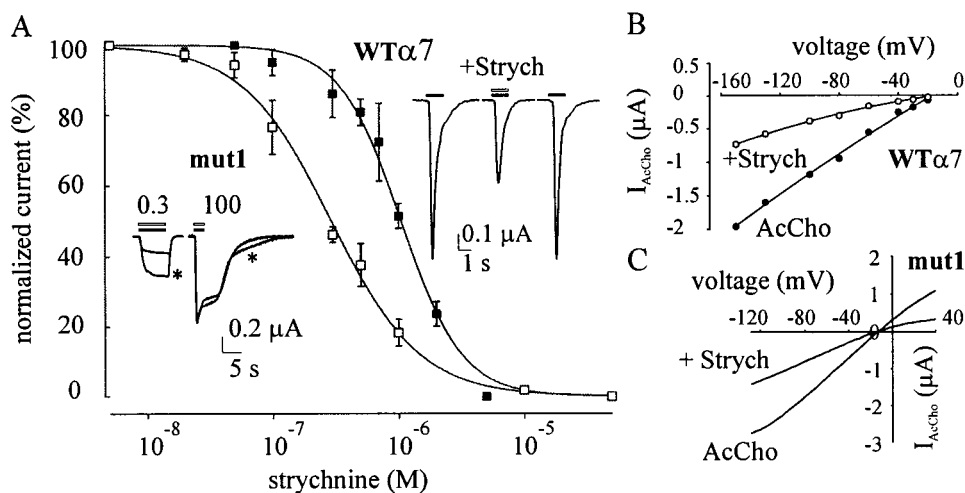 A
normalized current (%)
100
80
60
40
20
0
10⁻⁸
10⁻⁷
10⁻⁶
10⁻⁵
strychnine (M)
WTα7
+Strych
0.1 μA
1 s
mut1
0.3
100
*
*
0.2 μA
5 s
B
voltage (mV)
-160
-120
-80
-40
0
0.5
0
-0.5
-1
-1.5
-2
I_AcCho (μA)
+Strych
WTα7
AcCho
C
mut1
voltage (mV)
-120
-80
-40
0
40
2
1
-1
-2
-3
I_AcCho (μA)
+ Strych
AcCho